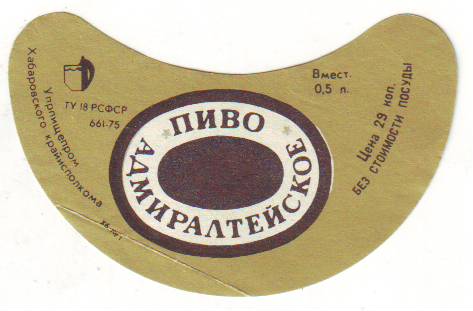 Упрпищепром
Хабаровского крайисполкома
ТУ 18 РСФСР
661-75
ПИВО
АДМИРАЛТЕЙСКОЕ
Вмест.
0,5 л.
Цена 29 коп.
БЕЗ СТОИМОСТИ ПОСУДЫ